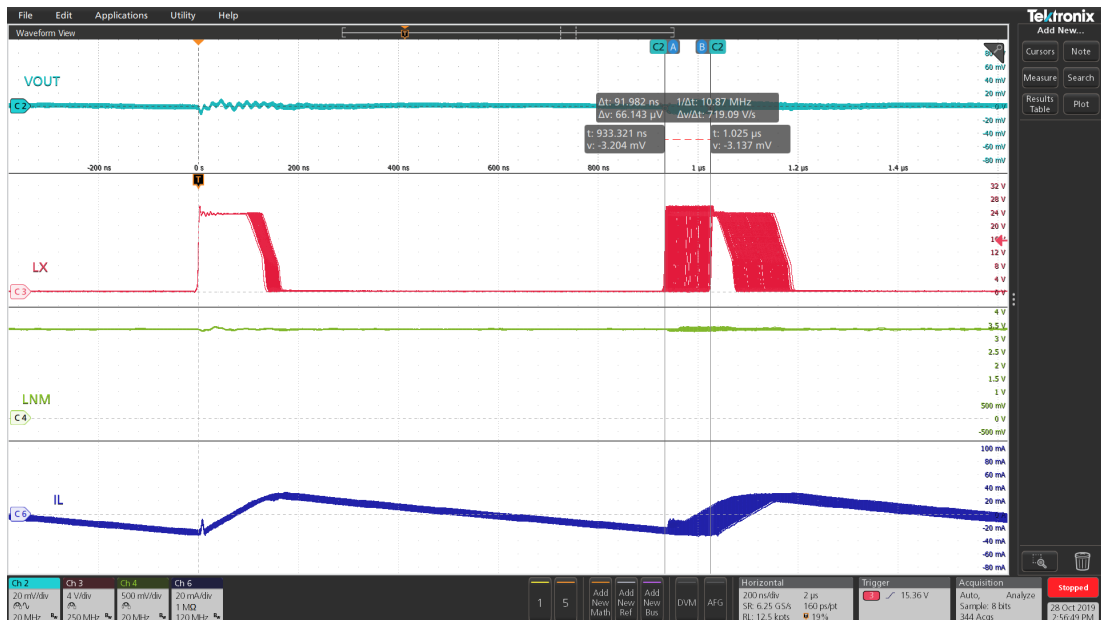 File Edit Applications Utility Help
Tektronix
Waveform View
Add New...
Cursors Note
Measure Search
Results Table Plot
C2 A B C2
VOUT
C2
60 mV
40 mV
20 mV
-20 mV
-40 mV
-60 mV
-80 mV
Δt: 91.982 ns 1/Δt: 10.87 MHz
Δv: 66.143 µV Δv/Δt: 719.09 V/s
t: 933.321 ns
v: -3.204 mV
t: 1.025 µs
v: -3.137 mV
-200 ns 0 s 200 ns 400 ns 600 ns 800 ns 1 µs 1.2 µs 1.4 µs
T
LX
C3
32 V
28 V
24 V
20 V
12 V
8 V
4 V
0 V
LNM
C4
4 V
3.5 V
3 V
2.5 V
2 V
1.5 V
1 V
500 mV
0 V
-500 mV
IL
C6
100 mA
80 mA
60 mA
40 mA
20 mA
-20 mA
-40 mA
-60 mA
-80 mA
Ch 2
20 mV/div
20 MHz
Ch 3
4 V/div
250 MHz
Ch 4
500 mV/div
20 MHz
Ch 6
20 mA/div
1 MΩ
120 MHz
1 5
Add New Math
Add New Ref
Add New Bus
DVM AFG
Horizontal
200 ns/div 2 µs
SR: 6.25 GS/s 160 ps/pt
RL: 12.5 kpts 19%
Trigger
3 15.36 V
Acquisition
Auto, Analyze
Sample: 8 bits
344 Acqs
Stopped
28 Oct 2019
2:56:49 PM